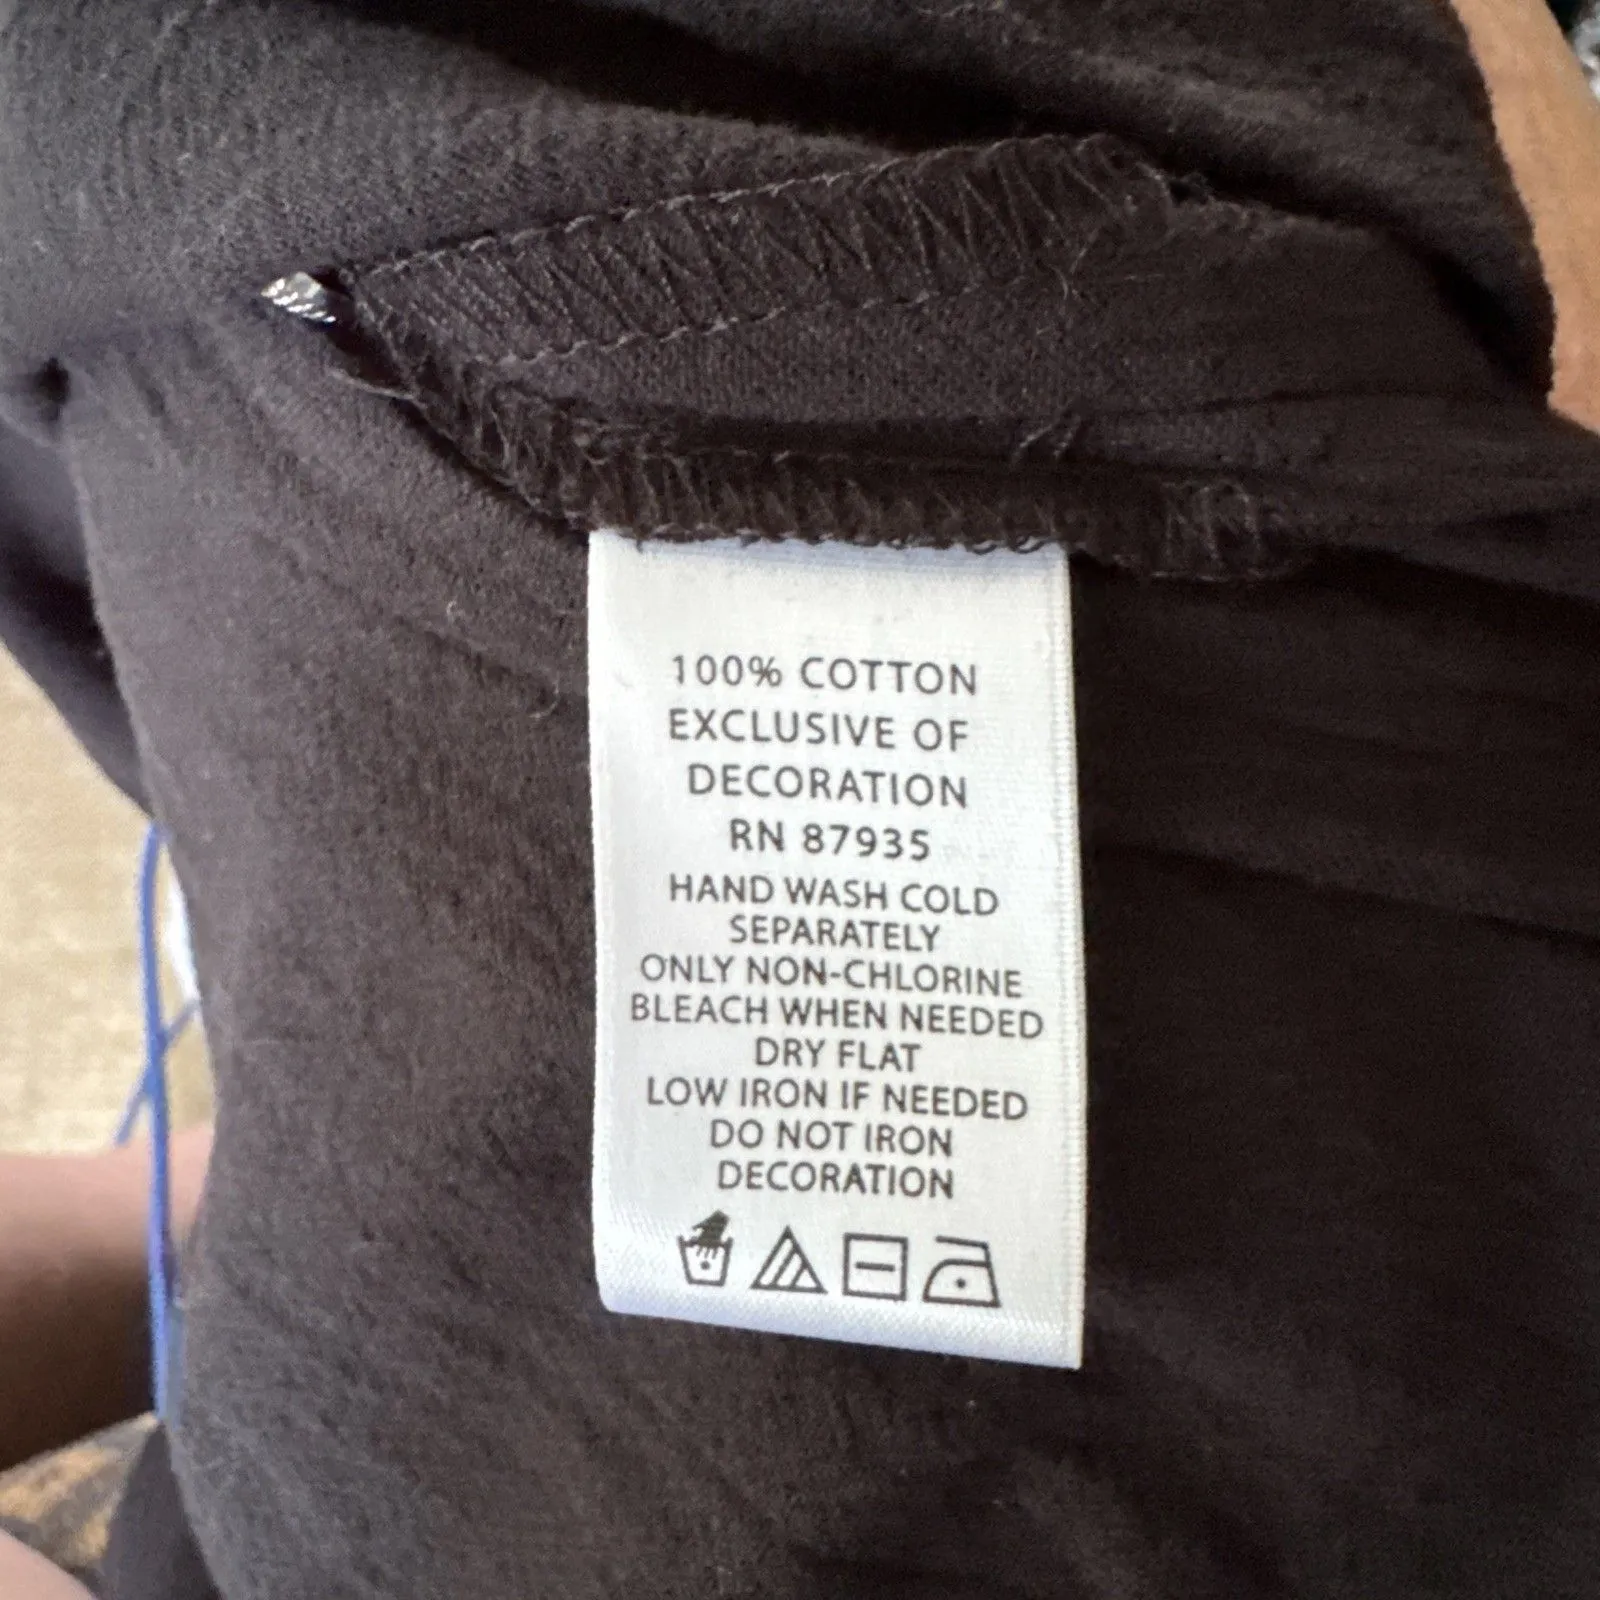 100% COTTON
EXCLUSIVE OF
DECORATION
RN 87935
HAND WASH COLD
SEPARATELY
ONLY NON-CHLORINE
BLEACH WHEN NEEDED
DRY FLAT
LOW IRON IF NEEDED
DO NOT IRON
DECORATION